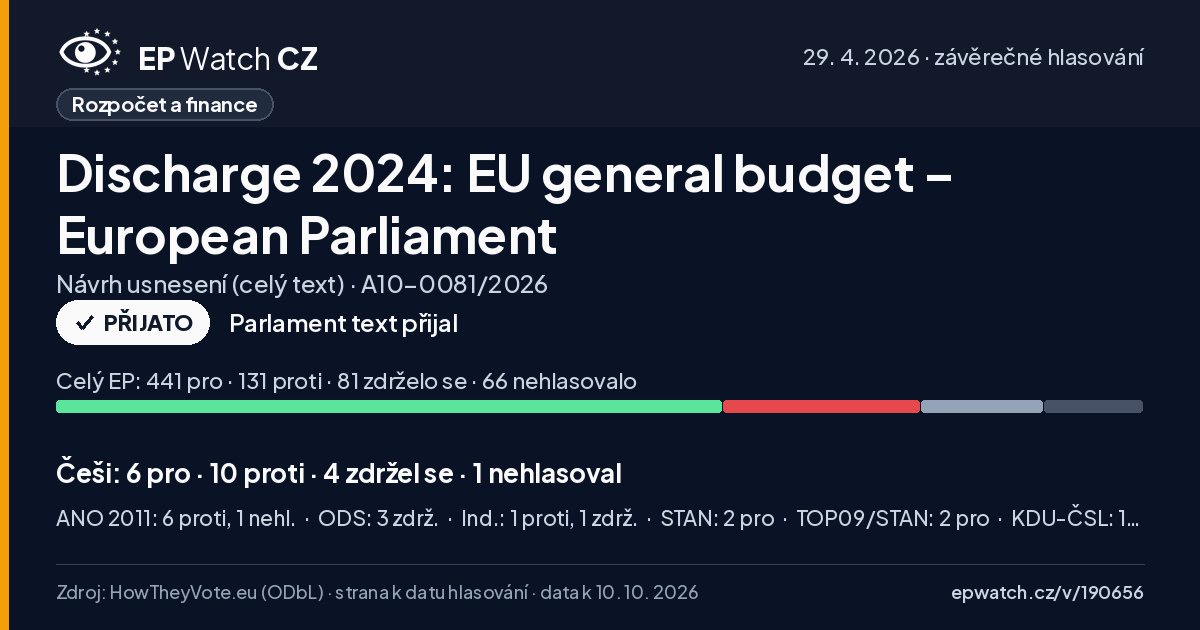 EP Watch CZ
29. 4. 2026 · závěrečné hlasování
Rozpočet a finance
Discharge 2024: EU general budget –
European Parliament
Návrh usnesení (celý text) · A10-0081/2026
✓ PŘIJATO Parlament text přijal
Celý EP: 441 pro · 131 proti · 81 zdrželo se · 66 nehlasovalo
Češi: 6 pro · 10 proti · 4 zdržel se · 1 nehlasoval
ANO 2011: 6 proti, 1 nehl. · ODS: 3 zdrž. · Ind.: 1 proti, 1 zdrž. · STAN: 2 pro · TOP09/STAN: 2 pro · KDU-ČSL: 1…
Zdroj: HowTheyVote.eu (ODbL) · strana k datu hlasování · data k 10. 10. 2026
epwatch.cz/v/190656